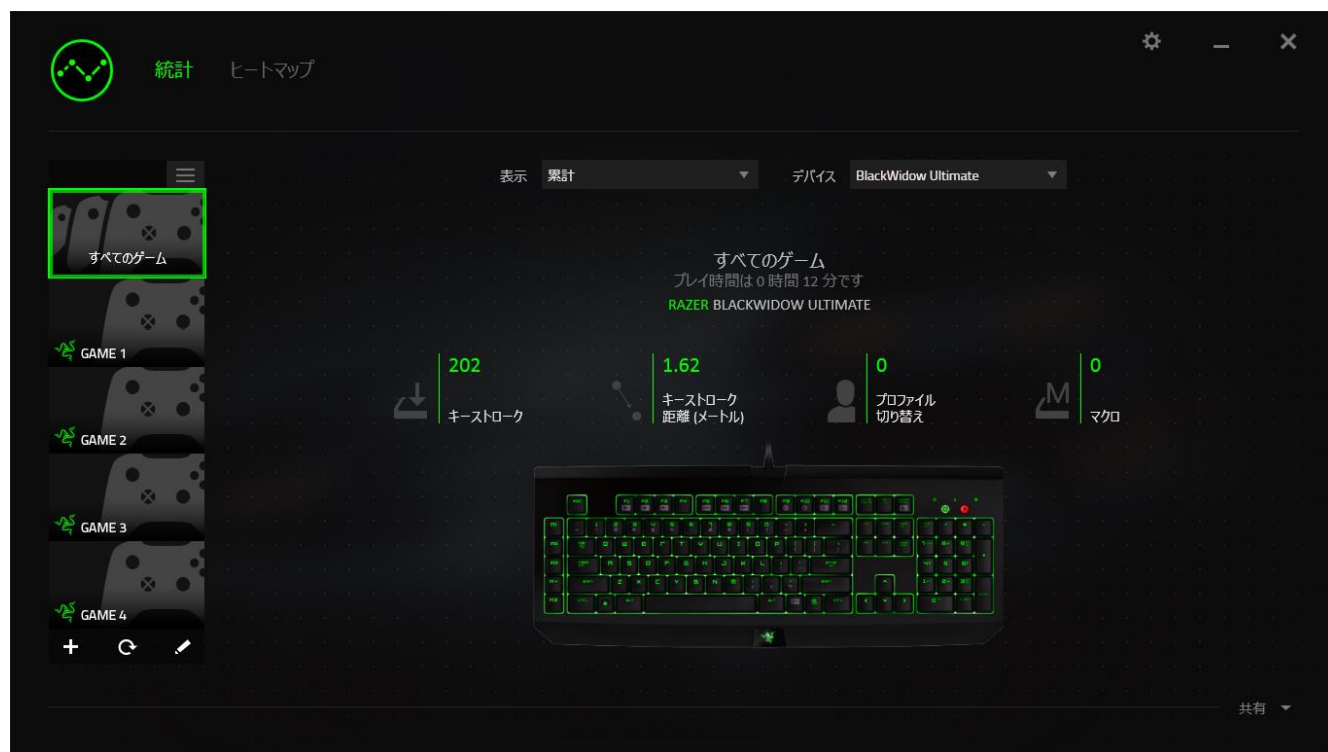 統計 ヒートマップ
表示 累計 デバイス BlackWidow Ultimate
すべてのゲーム
GAME 1
GAME 2
GAME 3
GAME 4
すべてのゲーム
プレイ時間は 0 時間 12 分です
RAZER BLACKWIDOW ULTIMATE
202
キーストローク
1.62
キーストローク
距離 (メートル)
0
プロファイル
切り替え
M
0
マクロ
共有